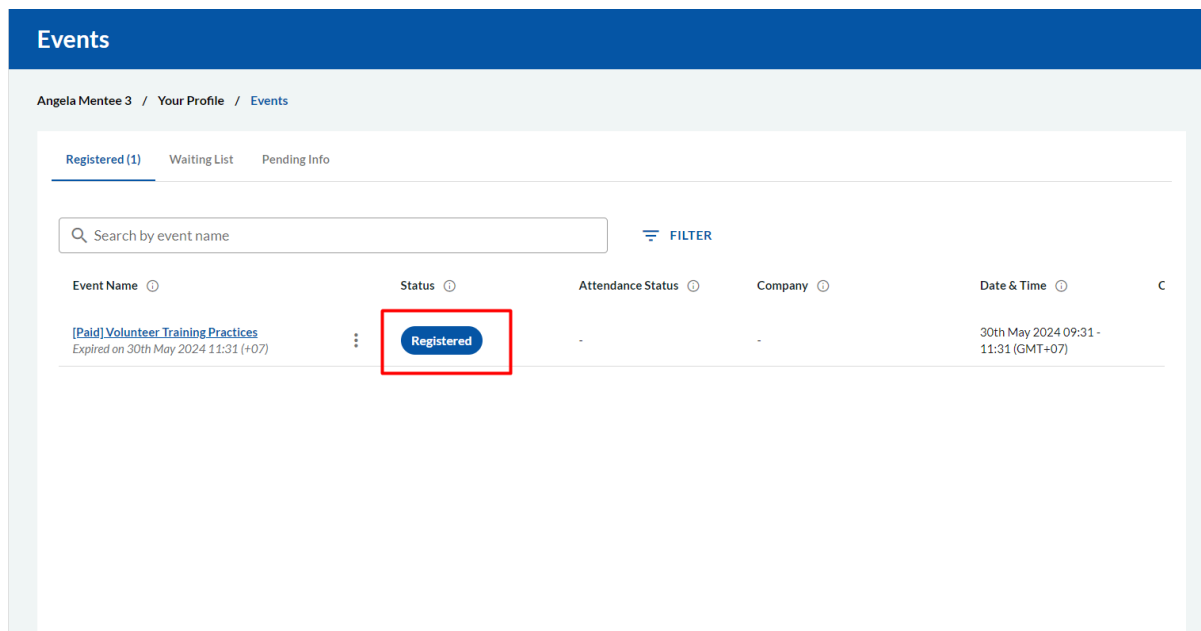 Events
Angela Mentee 3 / Your Profile / Events
Registered (1) Waiting List Pending Info
Search by event name FILTER
Event Name Status Attendance Status Company Date & Time C
[Paid] Volunteer Training Practices Registered - - 30th May 2024 09:31 -
Expired on 30th May 2024 11:31 (+07) 11:31 (GMT+07)